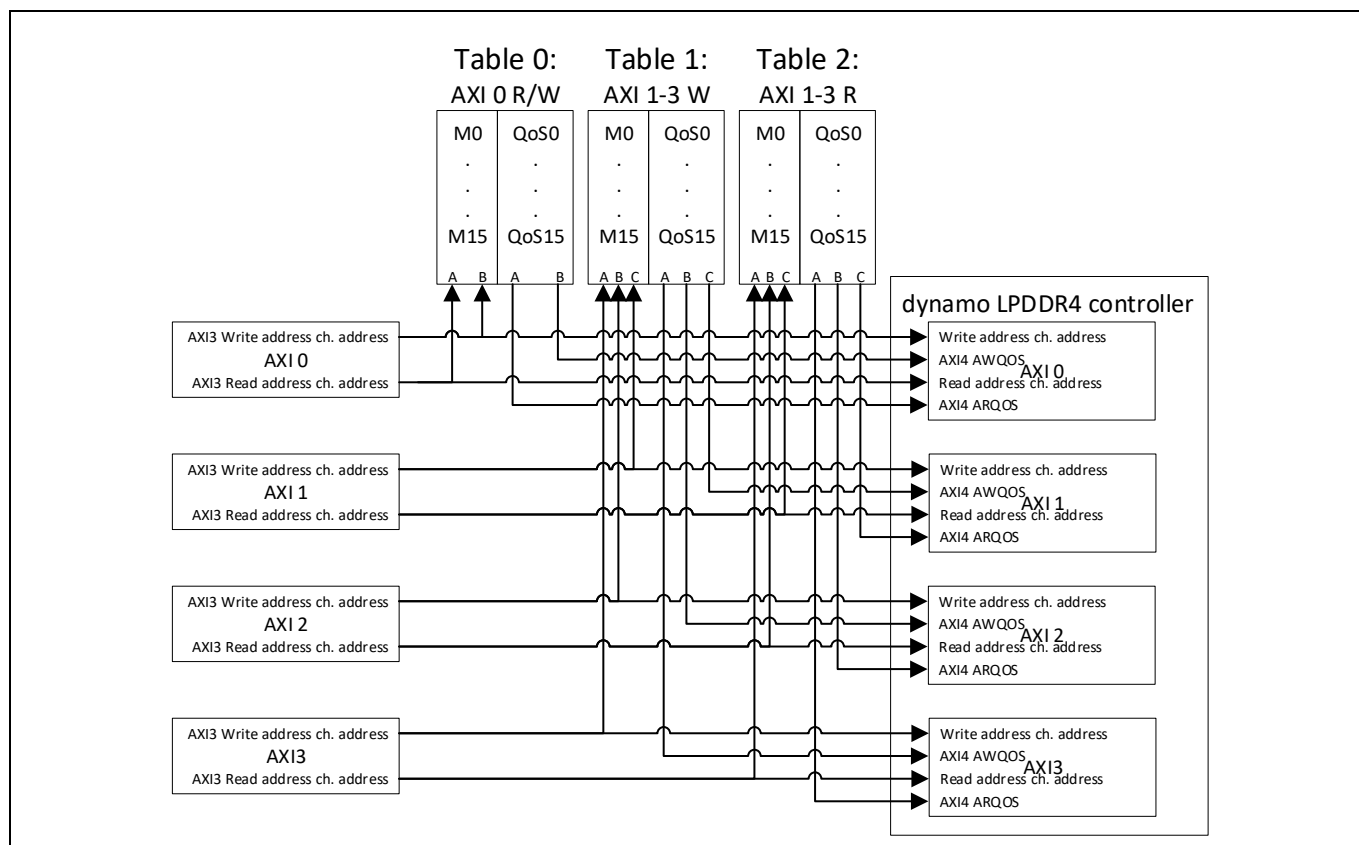 Table 0:
AXI 0 R/W
M0
.
.
.
M15
A B
QoS0
.
.
.
QoS15
A B
Table 1:
AXI 1-3 W
M0
.
.
.
M15
A B C
QoS0
.
.
.
QoS15
A B C
Table 2:
AXI 1-3 R
M0
.
.
.
M15
A B C
QoS0
.
.
.
QoS15
A B C
AXI3 Write address ch. address
AXI 0
AXI3 Read address ch. address
AXI3 Write address ch. address
AXI 1
AXI3 Read address ch. address
AXI3 Write address ch. address
AXI 2
AXI3 Read address ch. address
AXI3 Write address ch. address
AXI3
AXI3 Read address ch. address
dynamo LPDDR4 controller
Write address ch. address
AXI4 AWQOS
AXI 0
Read address ch. address
AXI4 ARQOS
Write address ch. address
AXI4 AWQOS
AXI 1
Read address ch. address
AXI4 ARQOS
Write address ch. address
AXI4 AWQOS
AXI 2
Read address ch. address
AXI4 ARQOS
Write address ch. address
AXI4 AWQOS
AXI3
Read address ch. address
AXI4 ARQOS